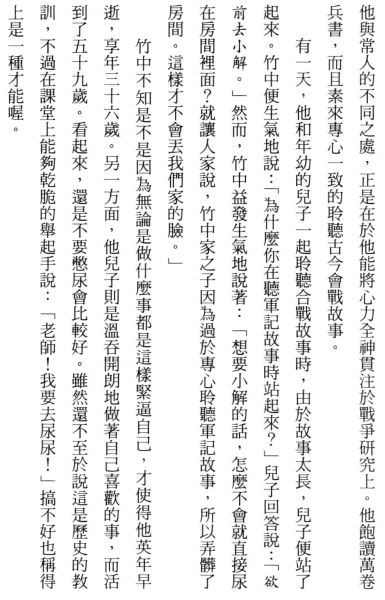 他與常人的不同之處，正是在於他能將心力全神貫注於戰爭研究上。他飽讀萬卷
兵書，而且素來專心一致的聆聽古今會戰故事。
有一天，他和年幼的兒子一起聆聽合戰故事時，由於故事太長，兒子便站了
起來。竹中便生氣地說：「為什麼你在聽軍記故事時站起來？」兒子回答說：「欲
前去小解。」然而，竹中益發生氣地說著：「想要小解的話，怎麼不會就直接尿
在房間裡面？就讓人家說，竹中家之子因為過於專心聆聽軍記故事，所以弄髒了
房間。這樣才不會丟我們家的臉。」
竹中不知是不是因為無論是做什麼事都是這樣緊逼自己，才使得他英年早
逝，享年三十六歲。另一方面，他兒子則是溫吞開朗地做著自己喜歡的事，而活
到了五十九歲。看起來，還是不要憋尿會比較好。雖然還不至於說這是歷史的教
訓，不過在課堂上能夠乾脆的舉起手說：「老師！我要去尿尿！」搞不好也稱得
上是一種才能喔。